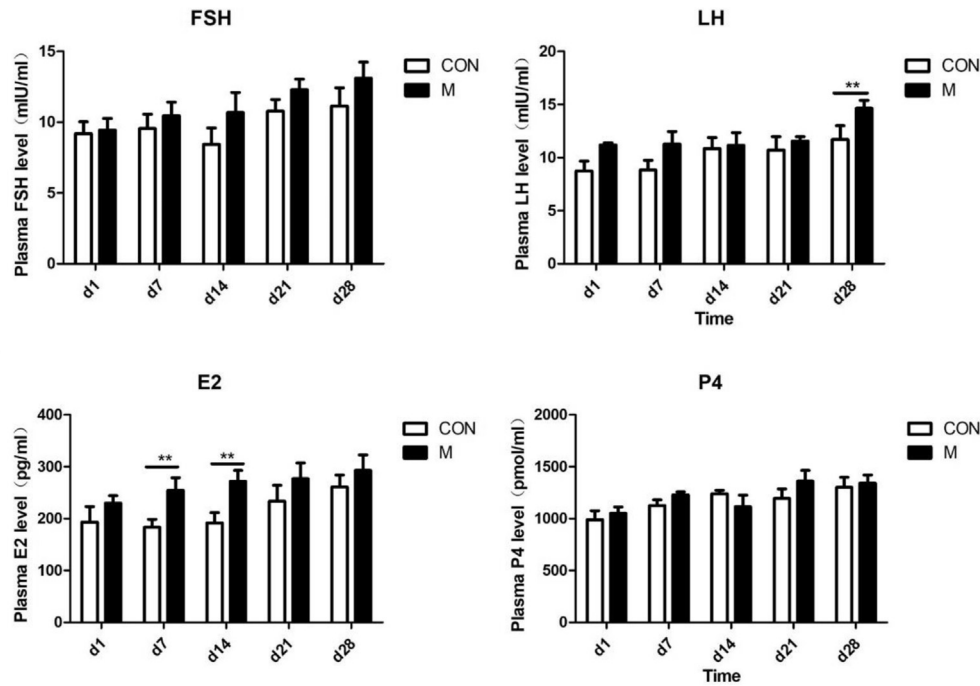 FSH
Plasma FSH level（mIU/ml）
15
10
5
0
d1
d7
d14
d21
d28
CON
M
LH
Plasma LH level（mIU/ml）
20
15
10
5
0
**
d1
d7
d14
d21
d28
Time
CON
M
E2
Plasma E2 level（pg/ml）
400
300
200
100
0
**
**
d1
d7
d14
d21
d28
CON
M
P4
Plasma P4 level（pmol/ml）
2000
1500
1000
500
0
d1
d7
d14
d21
d28
Time
CON
M